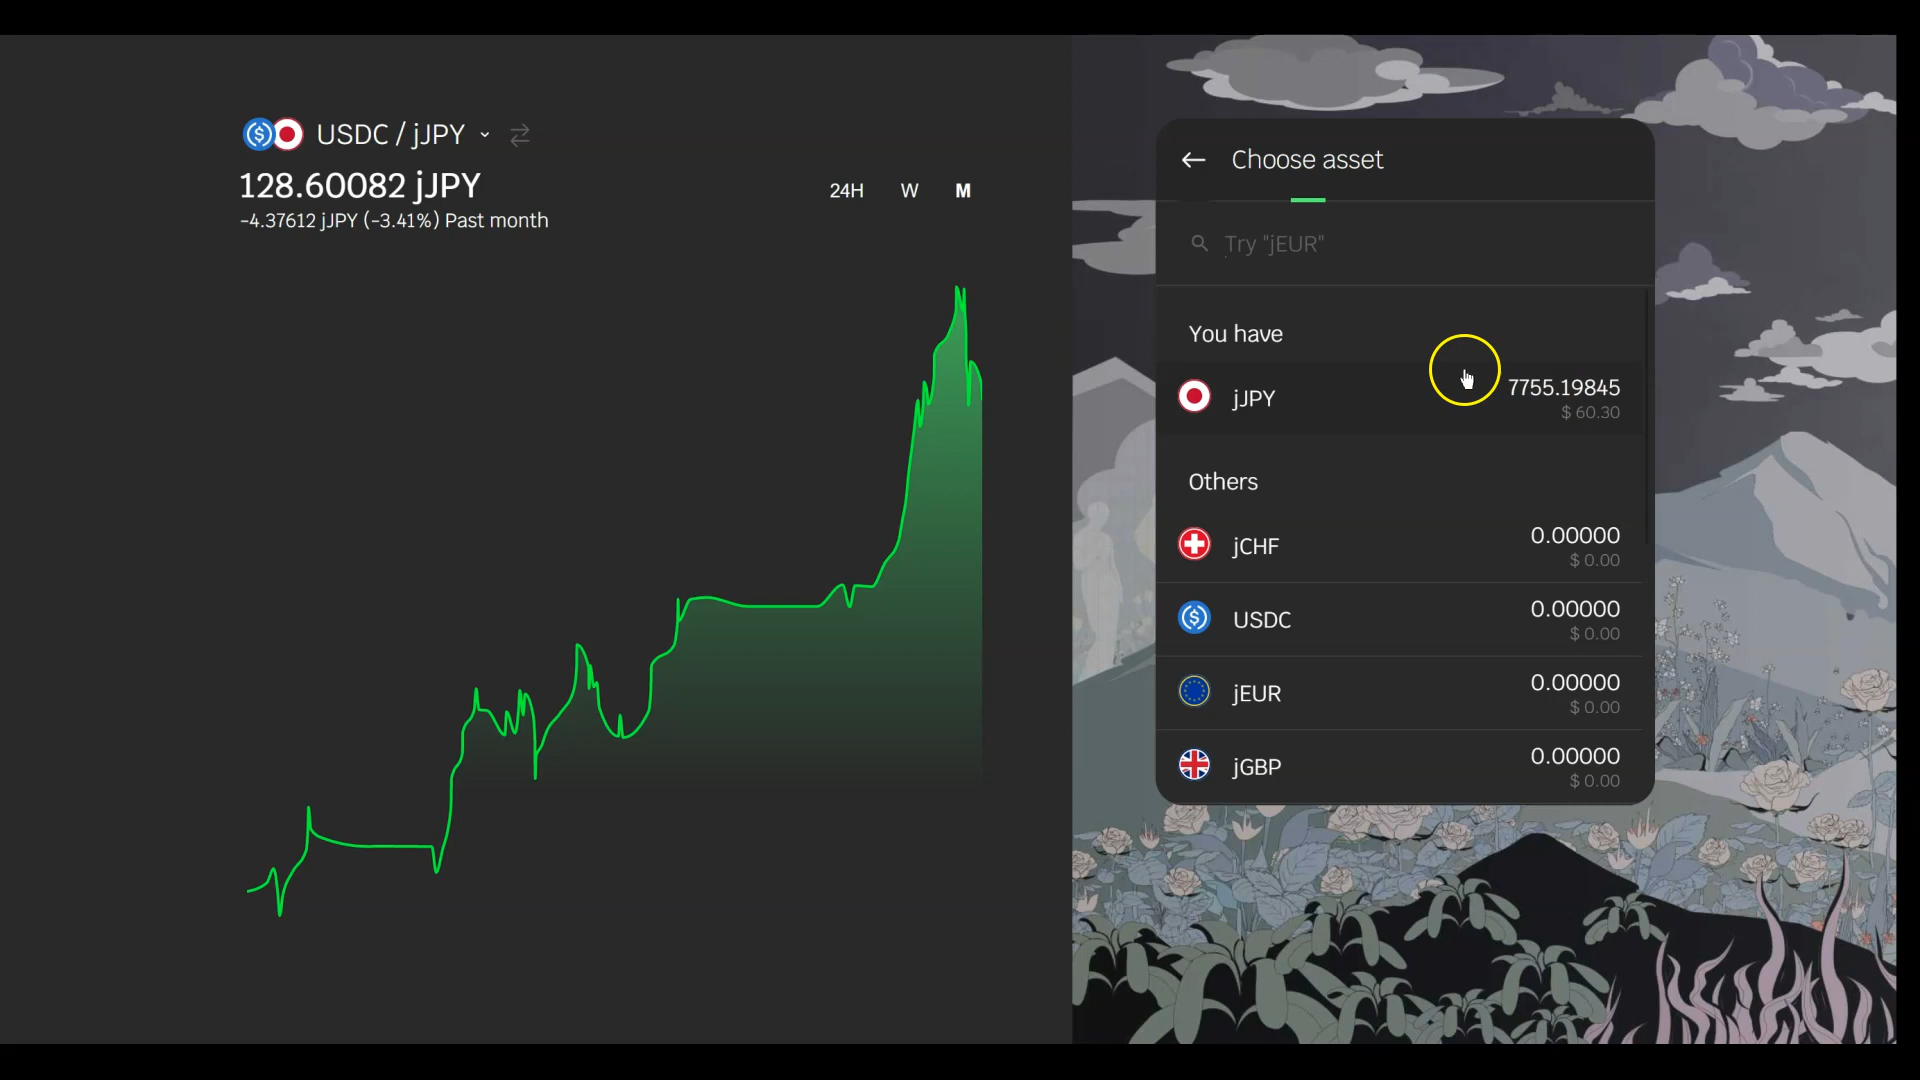 USDC / jJPY
128.60082 jJPY
-4.37612 jJPY (-3.41%) Past month
24H W M
Choose asset
Try "jEUR"
You have
jJPY 7755.19845
$ 60.30
Others
jCHF 0.00000
$ 0.00
USDC 0.00000
$ 0.00
jEUR 0.00000
$ 0.00
jGBP 0.00000
$ 0.00